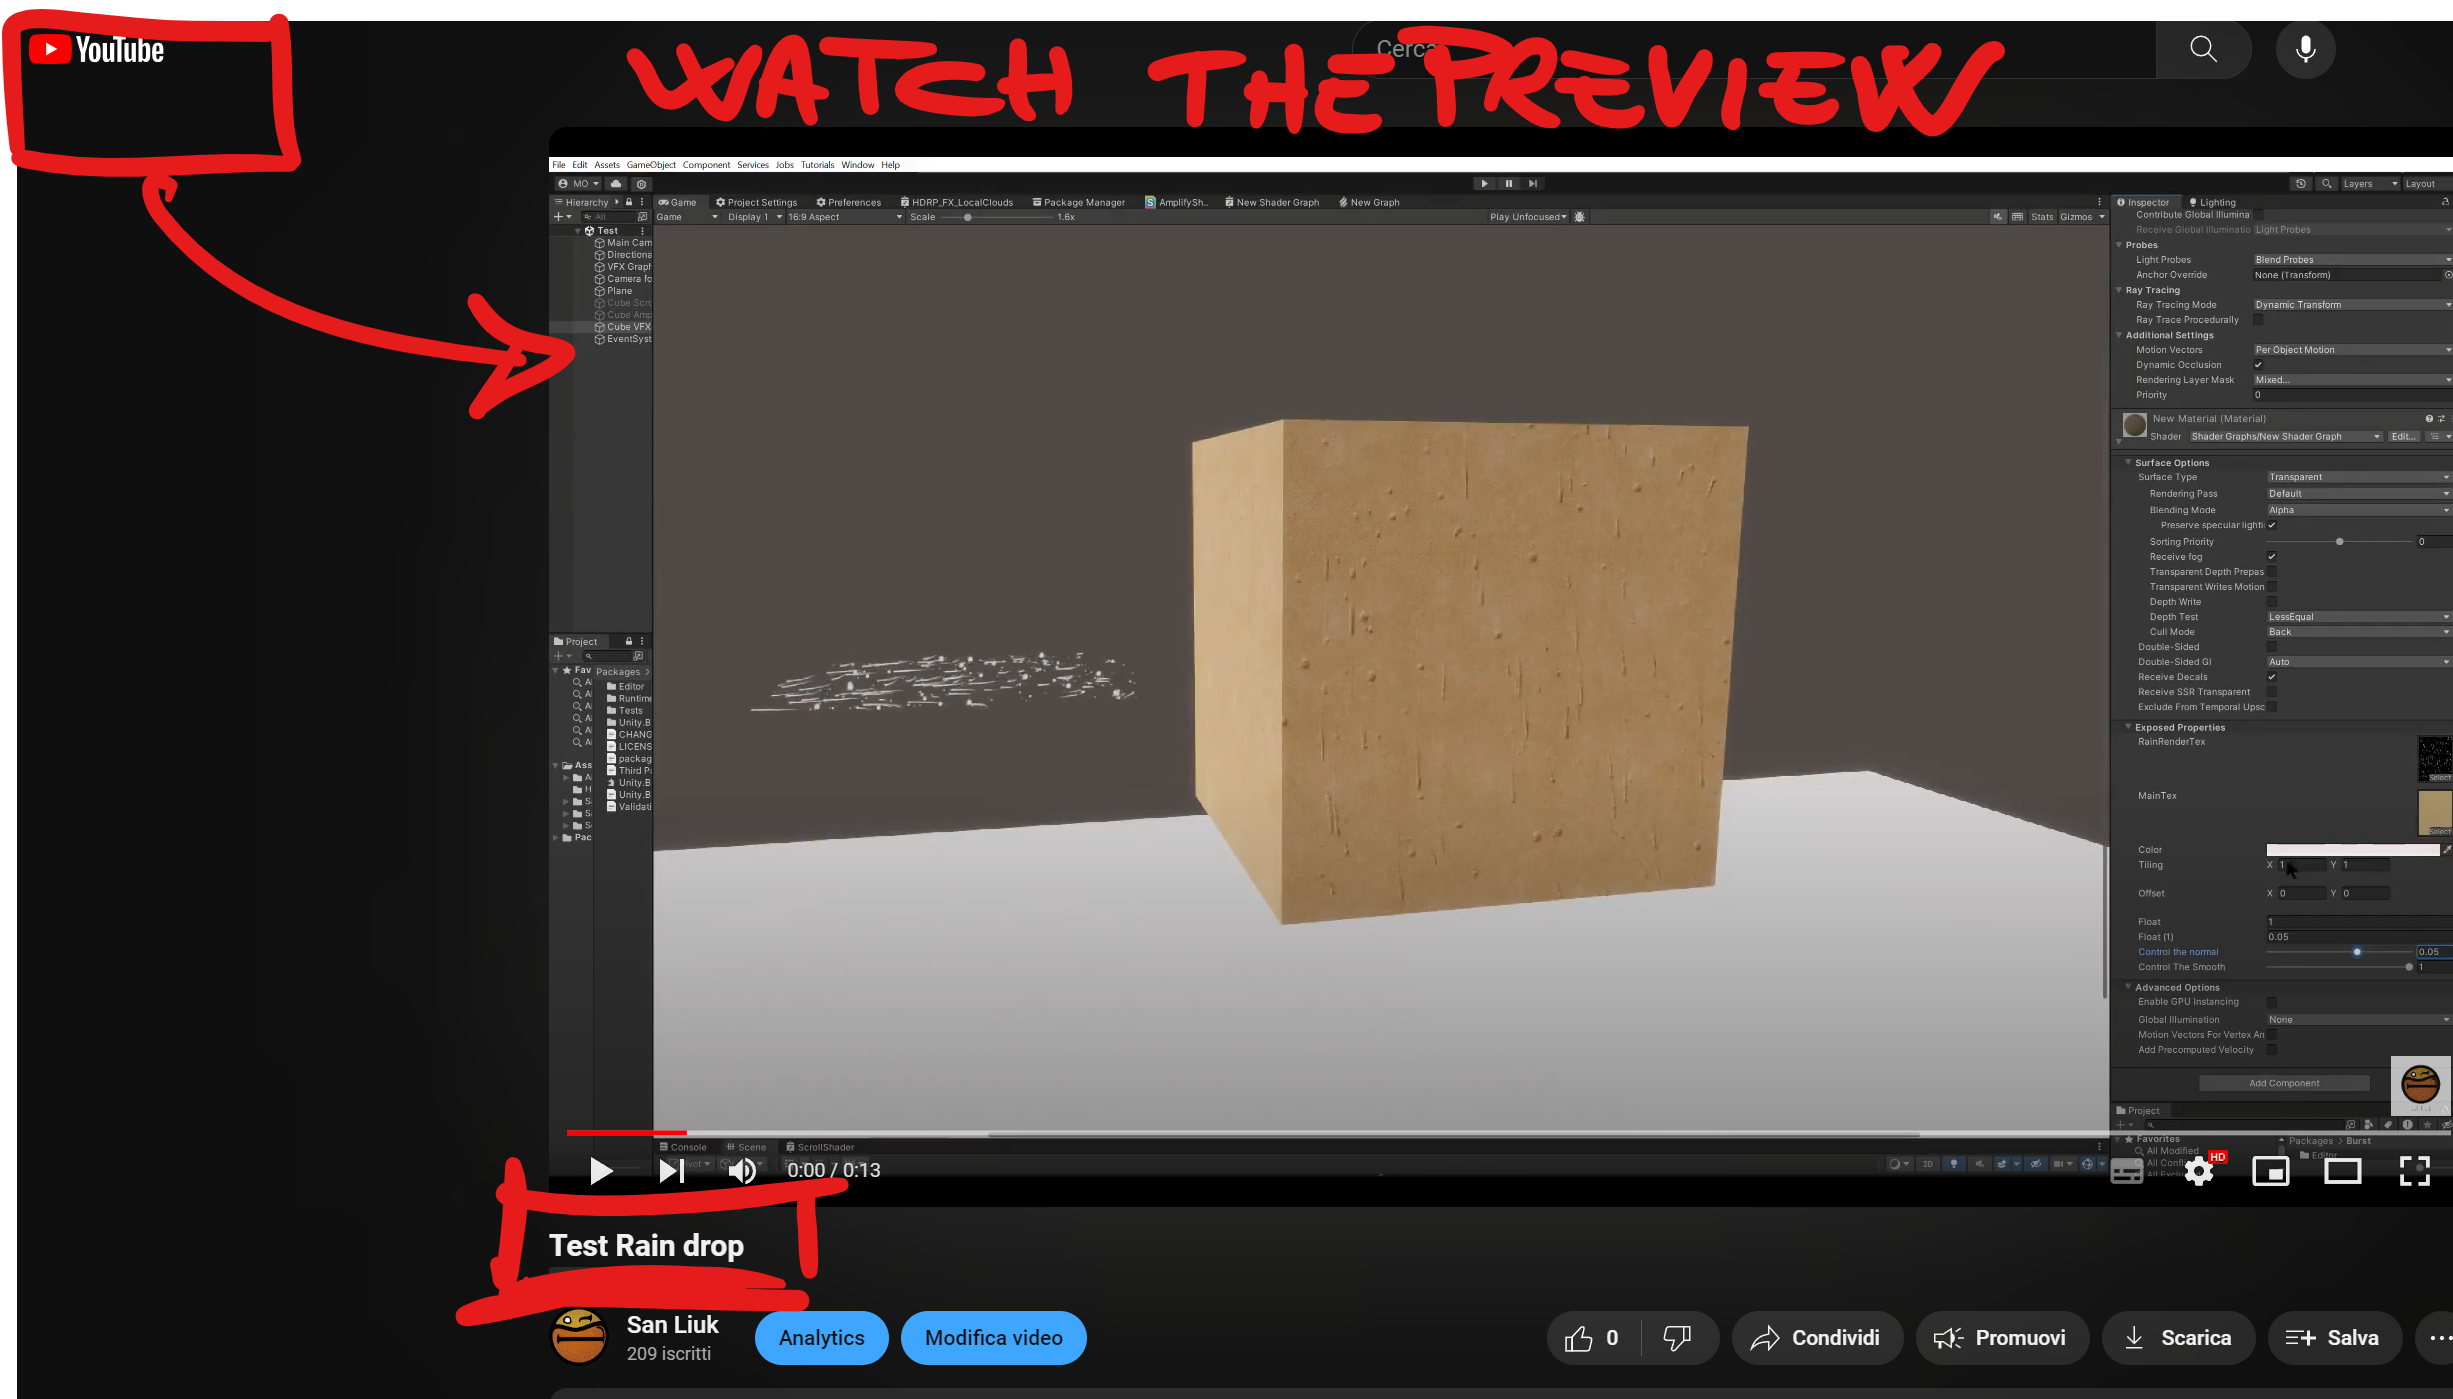 YouTube
WATCH THE PREVIEW
Cerca
File Edit Assets GameObject Component Services Jobs Tutorials Window Help
MO
Layers Layout
Hierarchy
All
Game Project Settings Preferences HDRP_FX_LocalClouds Package Manager AmplifySh.. New Shader Graph New Graph
Game Display 1 16:9 Aspect Scale 1.6x Play Unfocused Stats Gizmos
Test
Main Cam
Directiona
VFX Graph
Camera fo
Plane
Cube Scro
Cube Amp
Cube VFX
EventSyst
Project
Fav
Packages
Editor
Runtime
Tests
Unity.B
CHANG
LICENS
packag
Third Pa
Unity.B
Unity.B
Validati
Ass
Pac
Inspector Lighting
Contribute Global Illumina
Receive Global Illuminatio Light Probes
Probes
Light Probes Blend Probes
Anchor Override None (Transform)
Ray Tracing
Ray Tracing Mode Dynamic Transform
Ray Trace Procedurally
Additional Settings
Motion Vectors Per Object Motion
Dynamic Occlusion
Rendering Layer Mask Mixed...
Priority 0
New Material (Material)
Shader Shader Graphs/New Shader Graph Edit...
Surface Options
Surface Type Transparent
Rendering Pass Default
Blending Mode Alpha
Preserve specular lighti
Sorting Priority 0
Receive fog
Transparent Depth Prepas
Transparent Writes Motion
Depth Write
Depth Test LessEqual
Cull Mode Back
Double-Sided
Double-Sided GI Auto
Receive Decals
Receive SSR Transparent
Exclude From Temporal Upsc
Exposed Properties
RainRenderTex
Select
MainTex
Select
Color
Tiling X 1 Y 1
Offset X 0 Y 0
Float 1
Float (1) 0.05
Control the normal 0.05
Control The Smooth 1
Advanced Options
Enable GPU Instancing
Global Illumination None
Motion Vectors For Vertex An
Add Precomputed Velocity
Add Component
Project
Favorites
All Modified
All Confl
Packages > Burst
Editor
Console Scene ScrollShader
2D
0:00 / 0:13
HD
Test Rain drop
San Liuk
209 iscritti
Analytics
Modifica video
0
Condividi
Promuovi
Scarica
Salva